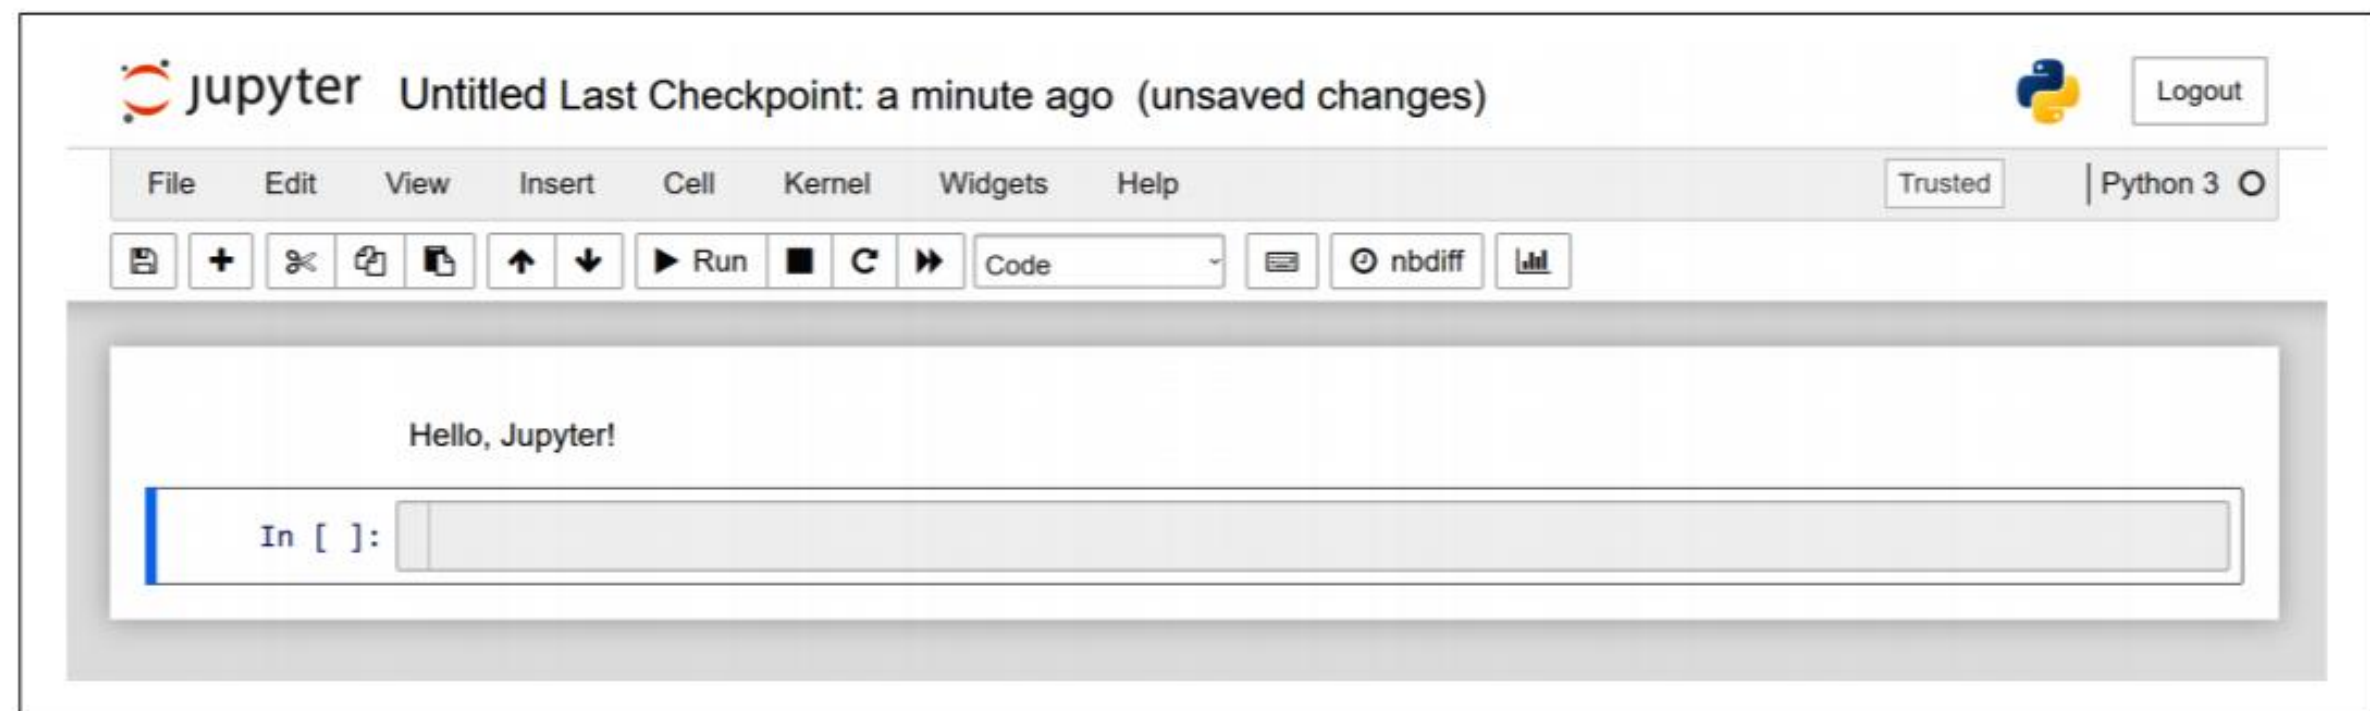 jupyter Untitled Last Checkpoint: a minute ago (unsaved changes) Logout
File Edit View Insert Cell Kernel Widgets Help Trusted Python 3
Run Code nbdiff
Hello, Jupyter!
In [ ]: